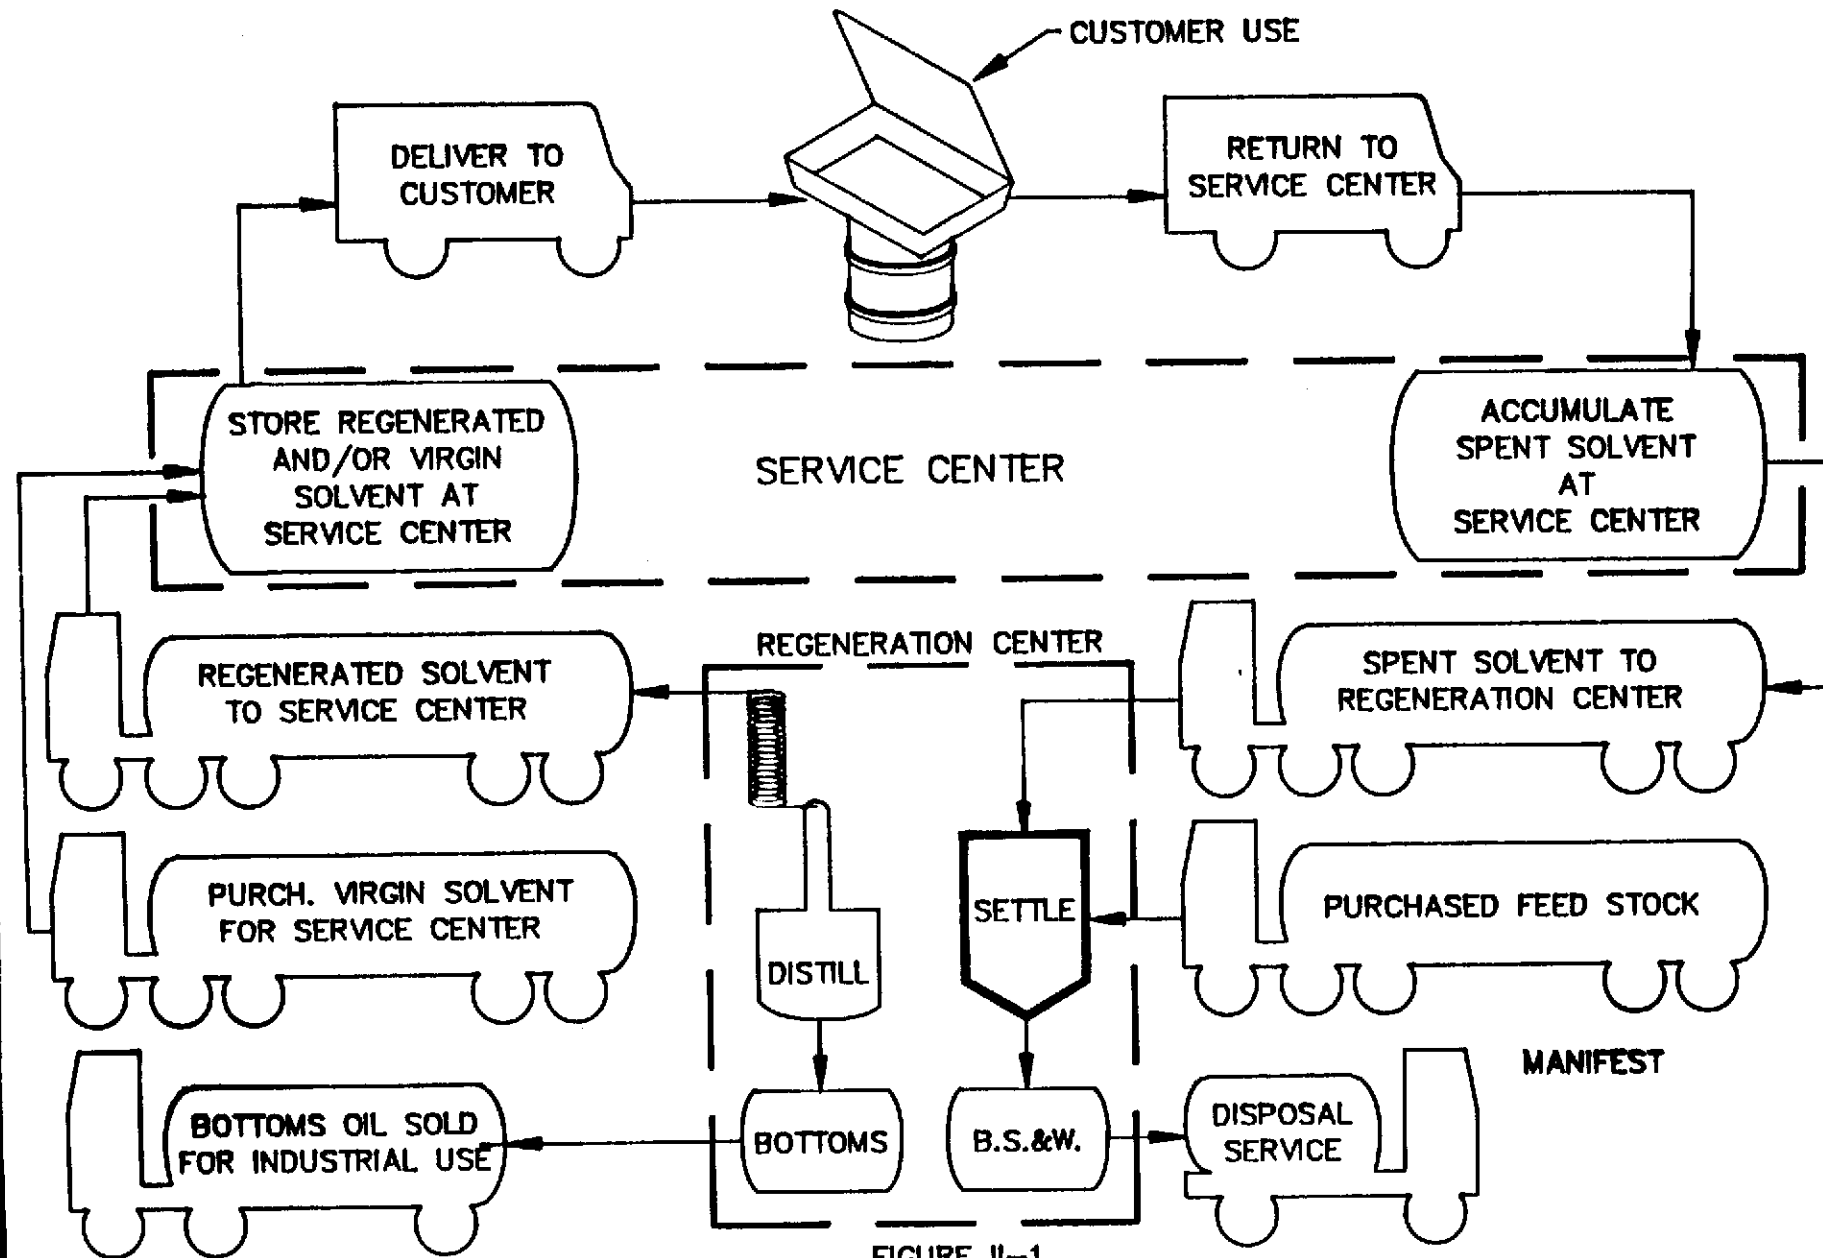 CUSTOMER USE
DELIVER TO
CUSTOMER
RETURN TO
SERVICE CENTER
STORE REGENERATED
AND/OR VIRGIN
SOLVENT AT
SERVICE CENTER
SERVICE CENTER
ACCUMULATE
SPENT SOLVENT
AT
SERVICE CENTER
REGENERATION CENTER
REGENERATED SOLVENT
TO SERVICE CENTER
SPENT SOLVENT TO
REGENERATION CENTER
PURCH. VIRGIN SOLVENT
FOR SERVICE CENTER
DISTILL
SETTLE
PURCHASED FEED STOCK
MANIFEST
BOTTOMS OIL SOLD
FOR INDUSTRIAL USE
BOTTOMS
B.S.&W.
DISPOSAL
SERVICE
FIGURE II-1